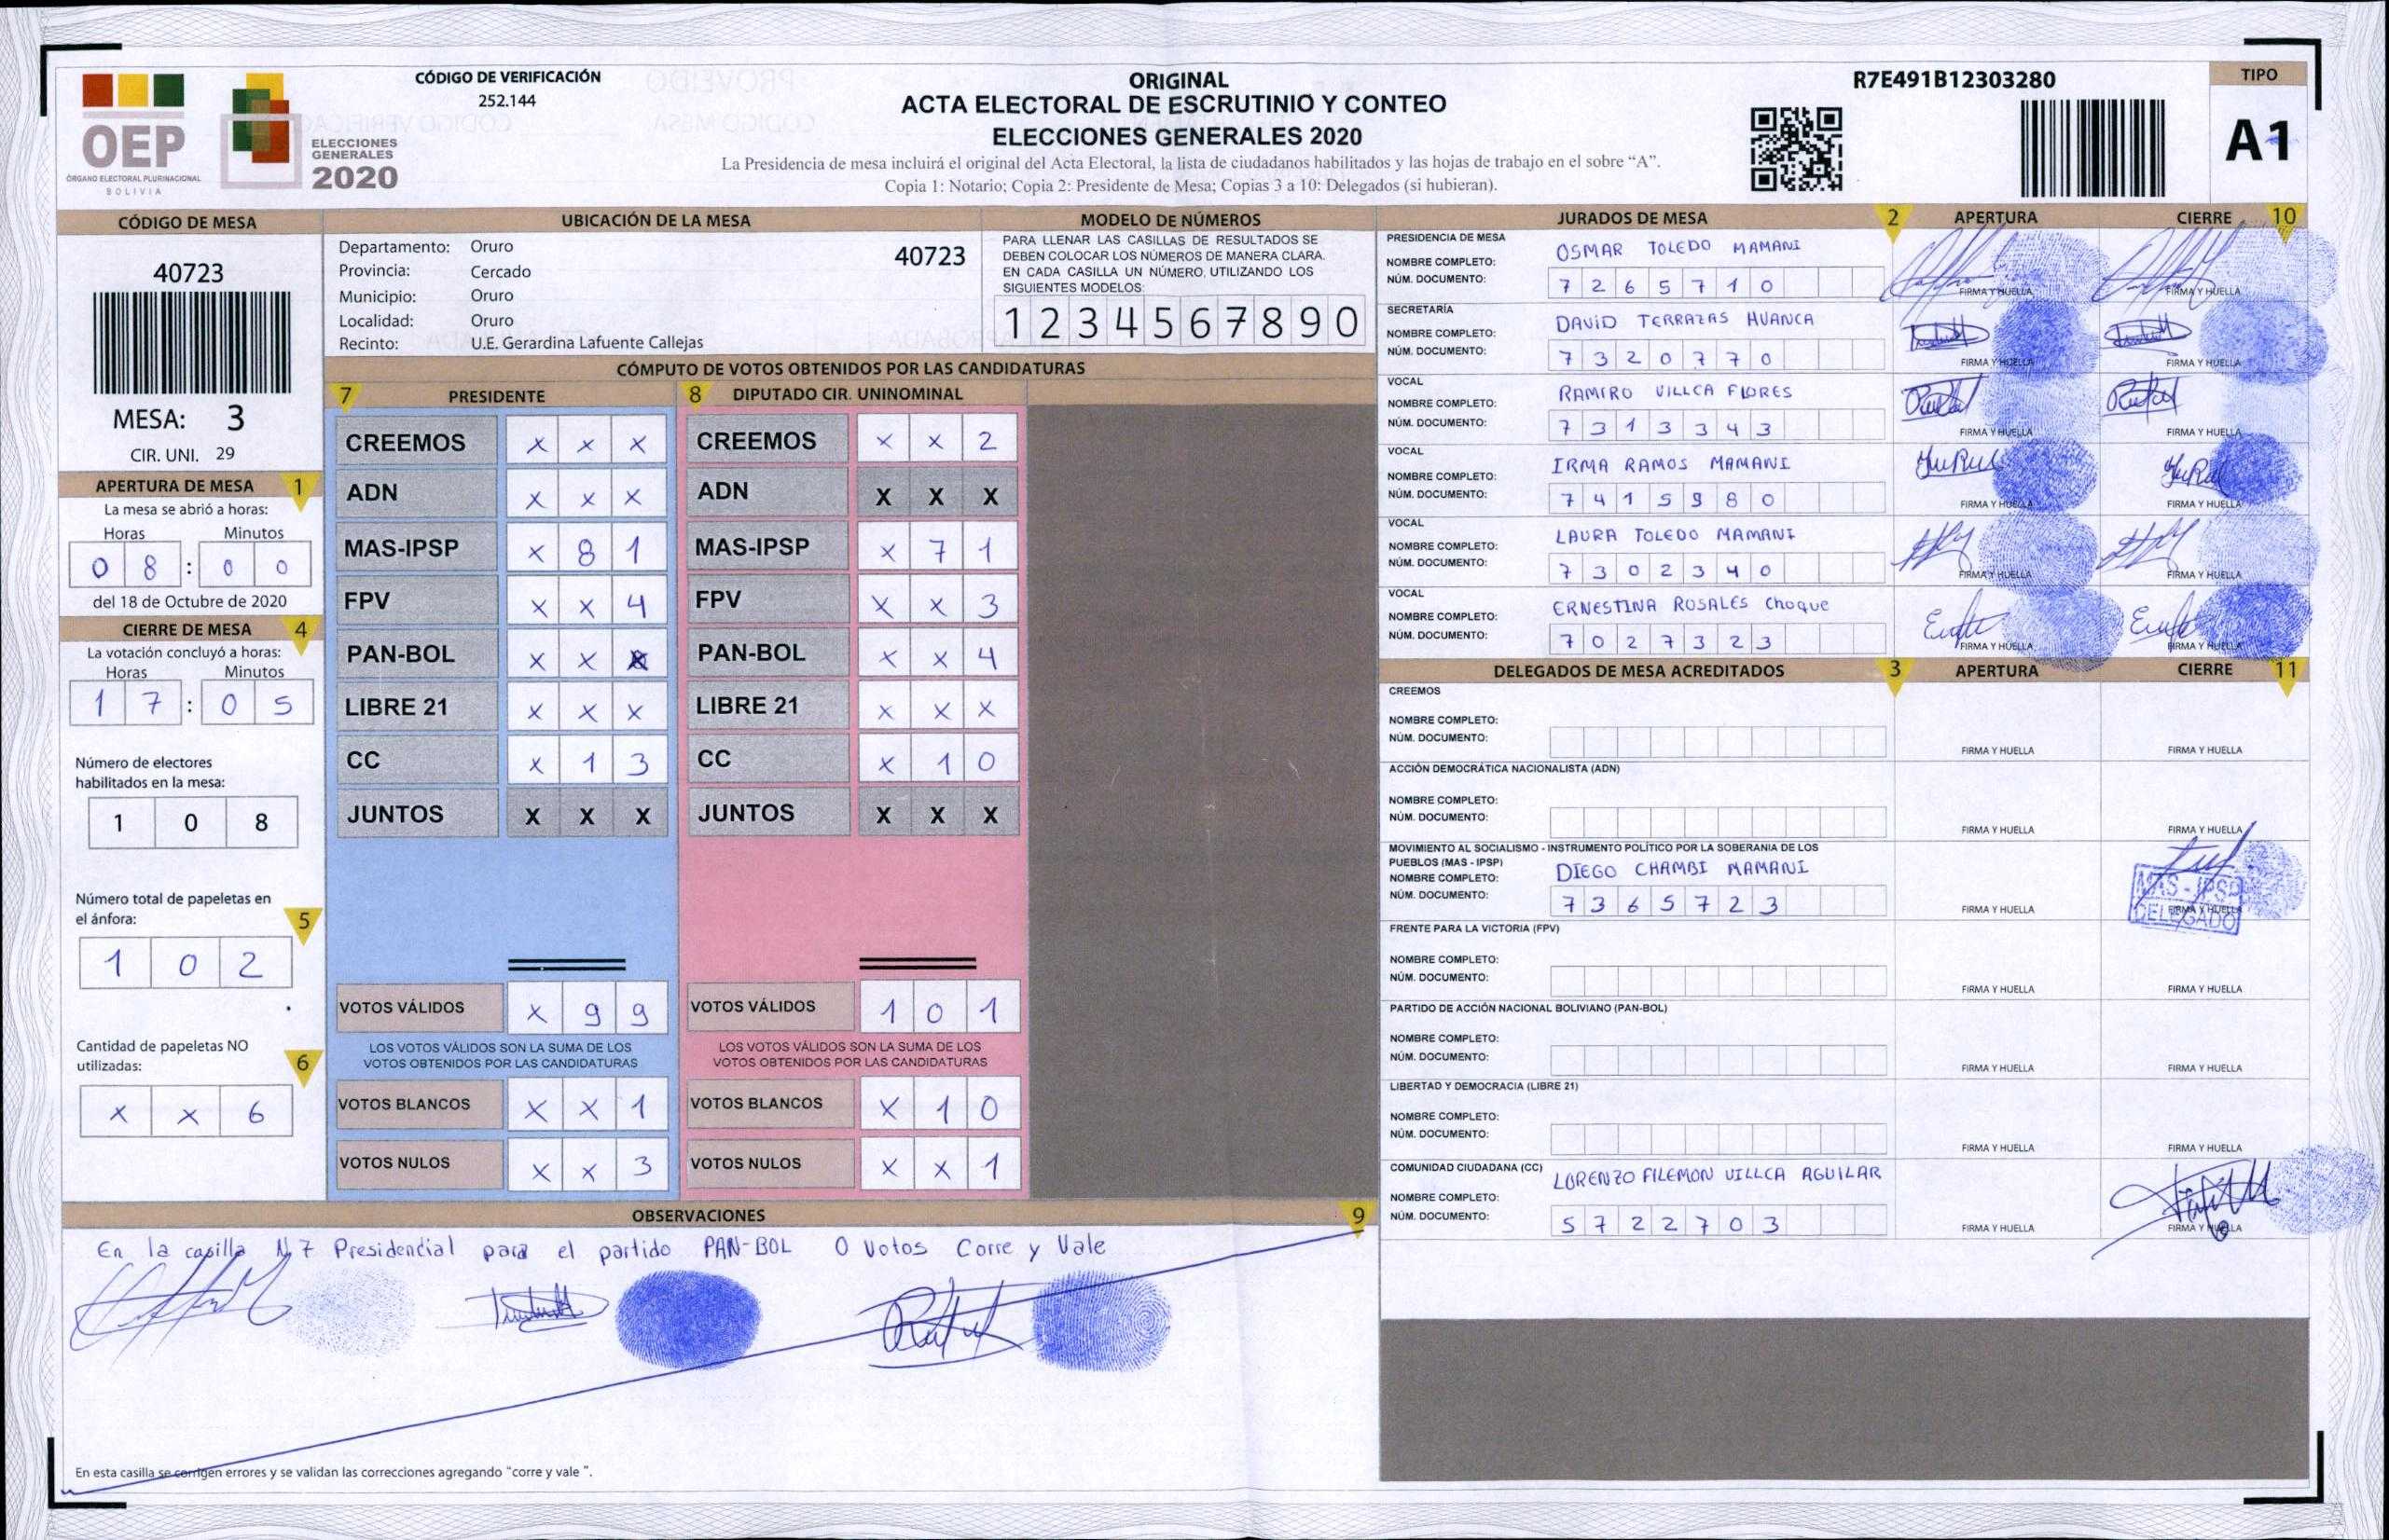 OEP
ÓRGANO ELECTORAL PLURINACIONAL
BOLIVIA
ELECCIONES
GENERALES
2020
CÓDIGO DE VERIFICACIÓN
252.144
ORIGINAL
ACTA ELECTORAL DE ESCRUTINIO Y CONTEO
ELECCIONES GENERALES 2020
La Presidencia de mesa incluirá el original del Acta Electoral, la lista de ciudadanos habilitados y las hojas de trabajo en el sobre “A”.
Copia 1: Notario; Copia 2: Presidente de Mesa; Copias 3 a 10: Delegados (si hubieran).
R7E491B12303280
TIPO
A1
CÓDIGO DE MESA
40723
MESA: 3
CIR. UNI. 29
APERTURA DE MESA 1
La mesa se abrió a horas:
Horas Minutos
0 8 : 0 0
del 18 de Octubre de 2020
CIERRE DE MESA 4
La votación concluyó a horas:
Horas Minutos
1 7 : 0 5
Número de electores
habilitados en la mesa:
1 0 8
Número total de papeletas en
el ánfora: 5
1 0 2
Cantidad de papeletas NO
utilizadas: 6
X X 6
UBICACIÓN DE LA MESA
Departamento: Oruro 40723
Provincia: Cercado
Municipio: Oruro
Localidad: Oruro
Recinto: U.E. Gerardina Lafuente Callejas
MODELO DE NÚMEROS
PARA LLENAR LAS CASILLAS DE RESULTADOS SE
DEBEN COLOCAR LOS NÚMEROS DE MANERA CLARA.
EN CADA CASILLA UN NÚMERO, UTILIZANDO LOS
SIGUIENTES MODELOS:
1 2 3 4 5 6 7 8 9 0
CÓMPUTO DE VOTOS OBTENIDOS POR LAS CANDIDATURAS
7 PRESIDENTE 8 DIPUTADO CIR. UNINOMINAL
CREEMOS X X X CREEMOS X X 2
ADN X X X ADN X X X
MAS-IPSP X 8 1 MAS-IPSP X 7 1
FPV X X 4 FPV X X 3
PAN-BOL X X X PAN-BOL X X 4
LIBRE 21 X X X LIBRE 21 X X X
CC X 1 3 CC X 1 0
JUNTOS X X X JUNTOS X X X
VOTOS VÁLIDOS X 9 9 VOTOS VÁLIDOS 1 0 1
LOS VOTOS VÁLIDOS SON LA SUMA DE LOS LOS VOTOS VÁLIDOS SON LA SUMA DE LOS
VOTOS OBTENIDOS POR LAS CANDIDATURAS VOTOS OBTENIDOS POR LAS CANDIDATURAS
VOTOS BLANCOS X X 1 VOTOS BLANCOS X 1 0
VOTOS NULOS X X 3 VOTOS NULOS X X 1
OBSERVACIONES 9
En la casilla N 7 Presidencial para el partido PAN-BOL 0 Votos Corre y Vale
En esta casilla se corrigen errores y se validan las correcciones agregando “corre y vale ”.
JURADOS DE MESA 2 APERTURA CIERRE 10
PRESIDENCIA DE MESA
NOMBRE COMPLETO: OSMAR TOLEDO MAMANI
NÚM. DOCUMENTO: 7 2 6 5 7 1 0 FIRMA Y HUELLA FIRMA Y HUELLA
SECRETARÍA
NOMBRE COMPLETO: DAVID TERRAZAS HUANCA
NÚM. DOCUMENTO: 7 3 2 0 7 7 0 FIRMA Y HUELLA FIRMA Y HUELLA
VOCAL
NOMBRE COMPLETO: RAMIRO VILLCA FLORES
NÚM. DOCUMENTO: 7 3 1 3 3 4 3 FIRMA Y HUELLA FIRMA Y HUELLA
VOCAL
NOMBRE COMPLETO: IRMA RAMOS MAMANI
NÚM. DOCUMENTO: 7 4 1 5 9 8 0 FIRMA Y HUELLA FIRMA Y HUELLA
VOCAL
NOMBRE COMPLETO: LAURA TOLEDO MAMANI
NÚM. DOCUMENTO: 7 3 0 2 3 4 0 FIRMA Y HUELLA FIRMA Y HUELLA
VOCAL
NOMBRE COMPLETO: ERNESTINA ROSALES Choque
NÚM. DOCUMENTO: 7 0 2 7 3 2 3 FIRMA Y HUELLA FIRMA Y HUELLA
DELEGADOS DE MESA ACREDITADOS 3 APERTURA CIERRE 11
CREEMOS
NOMBRE COMPLETO:
NÚM. DOCUMENTO: FIRMA Y HUELLA FIRMA Y HUELLA
ACCIÓN DEMOCRÁTICA NACIONALISTA (ADN)
NOMBRE COMPLETO:
NÚM. DOCUMENTO: FIRMA Y HUELLA FIRMA Y HUELLA
MOVIMIENTO AL SOCIALISMO - INSTRUMENTO POLÍTICO POR LA SOBERANIA DE LOS
PUEBLOS (MAS - IPSP)
NOMBRE COMPLETO: DIEGO CHAMBI MAMANI
NÚM. DOCUMENTO: 7 3 6 5 7 2 3 FIRMA Y HUELLA FIRMA Y HUELLA
MAS - IPSP
DELEGADO
FRENTE PARA LA VICTORIA (FPV)
NOMBRE COMPLETO:
NÚM. DOCUMENTO: FIRMA Y HUELLA FIRMA Y HUELLA
PARTIDO DE ACCIÓN NACIONAL BOLIVIANO (PAN-BOL)
NOMBRE COMPLETO:
NÚM. DOCUMENTO: FIRMA Y HUELLA FIRMA Y HUELLA
LIBERTAD Y DEMOCRACIA (LIBRE 21)
NOMBRE COMPLETO:
NÚM. DOCUMENTO: FIRMA Y HUELLA FIRMA Y HUELLA
COMUNIDAD CIUDADANA (CC)
NOMBRE COMPLETO: LORENZO FILEMON VILLCA AGUILAR
NÚM. DOCUMENTO: 5 7 2 2 7 0 3 FIRMA Y HUELLA FIRMA Y HUELLA